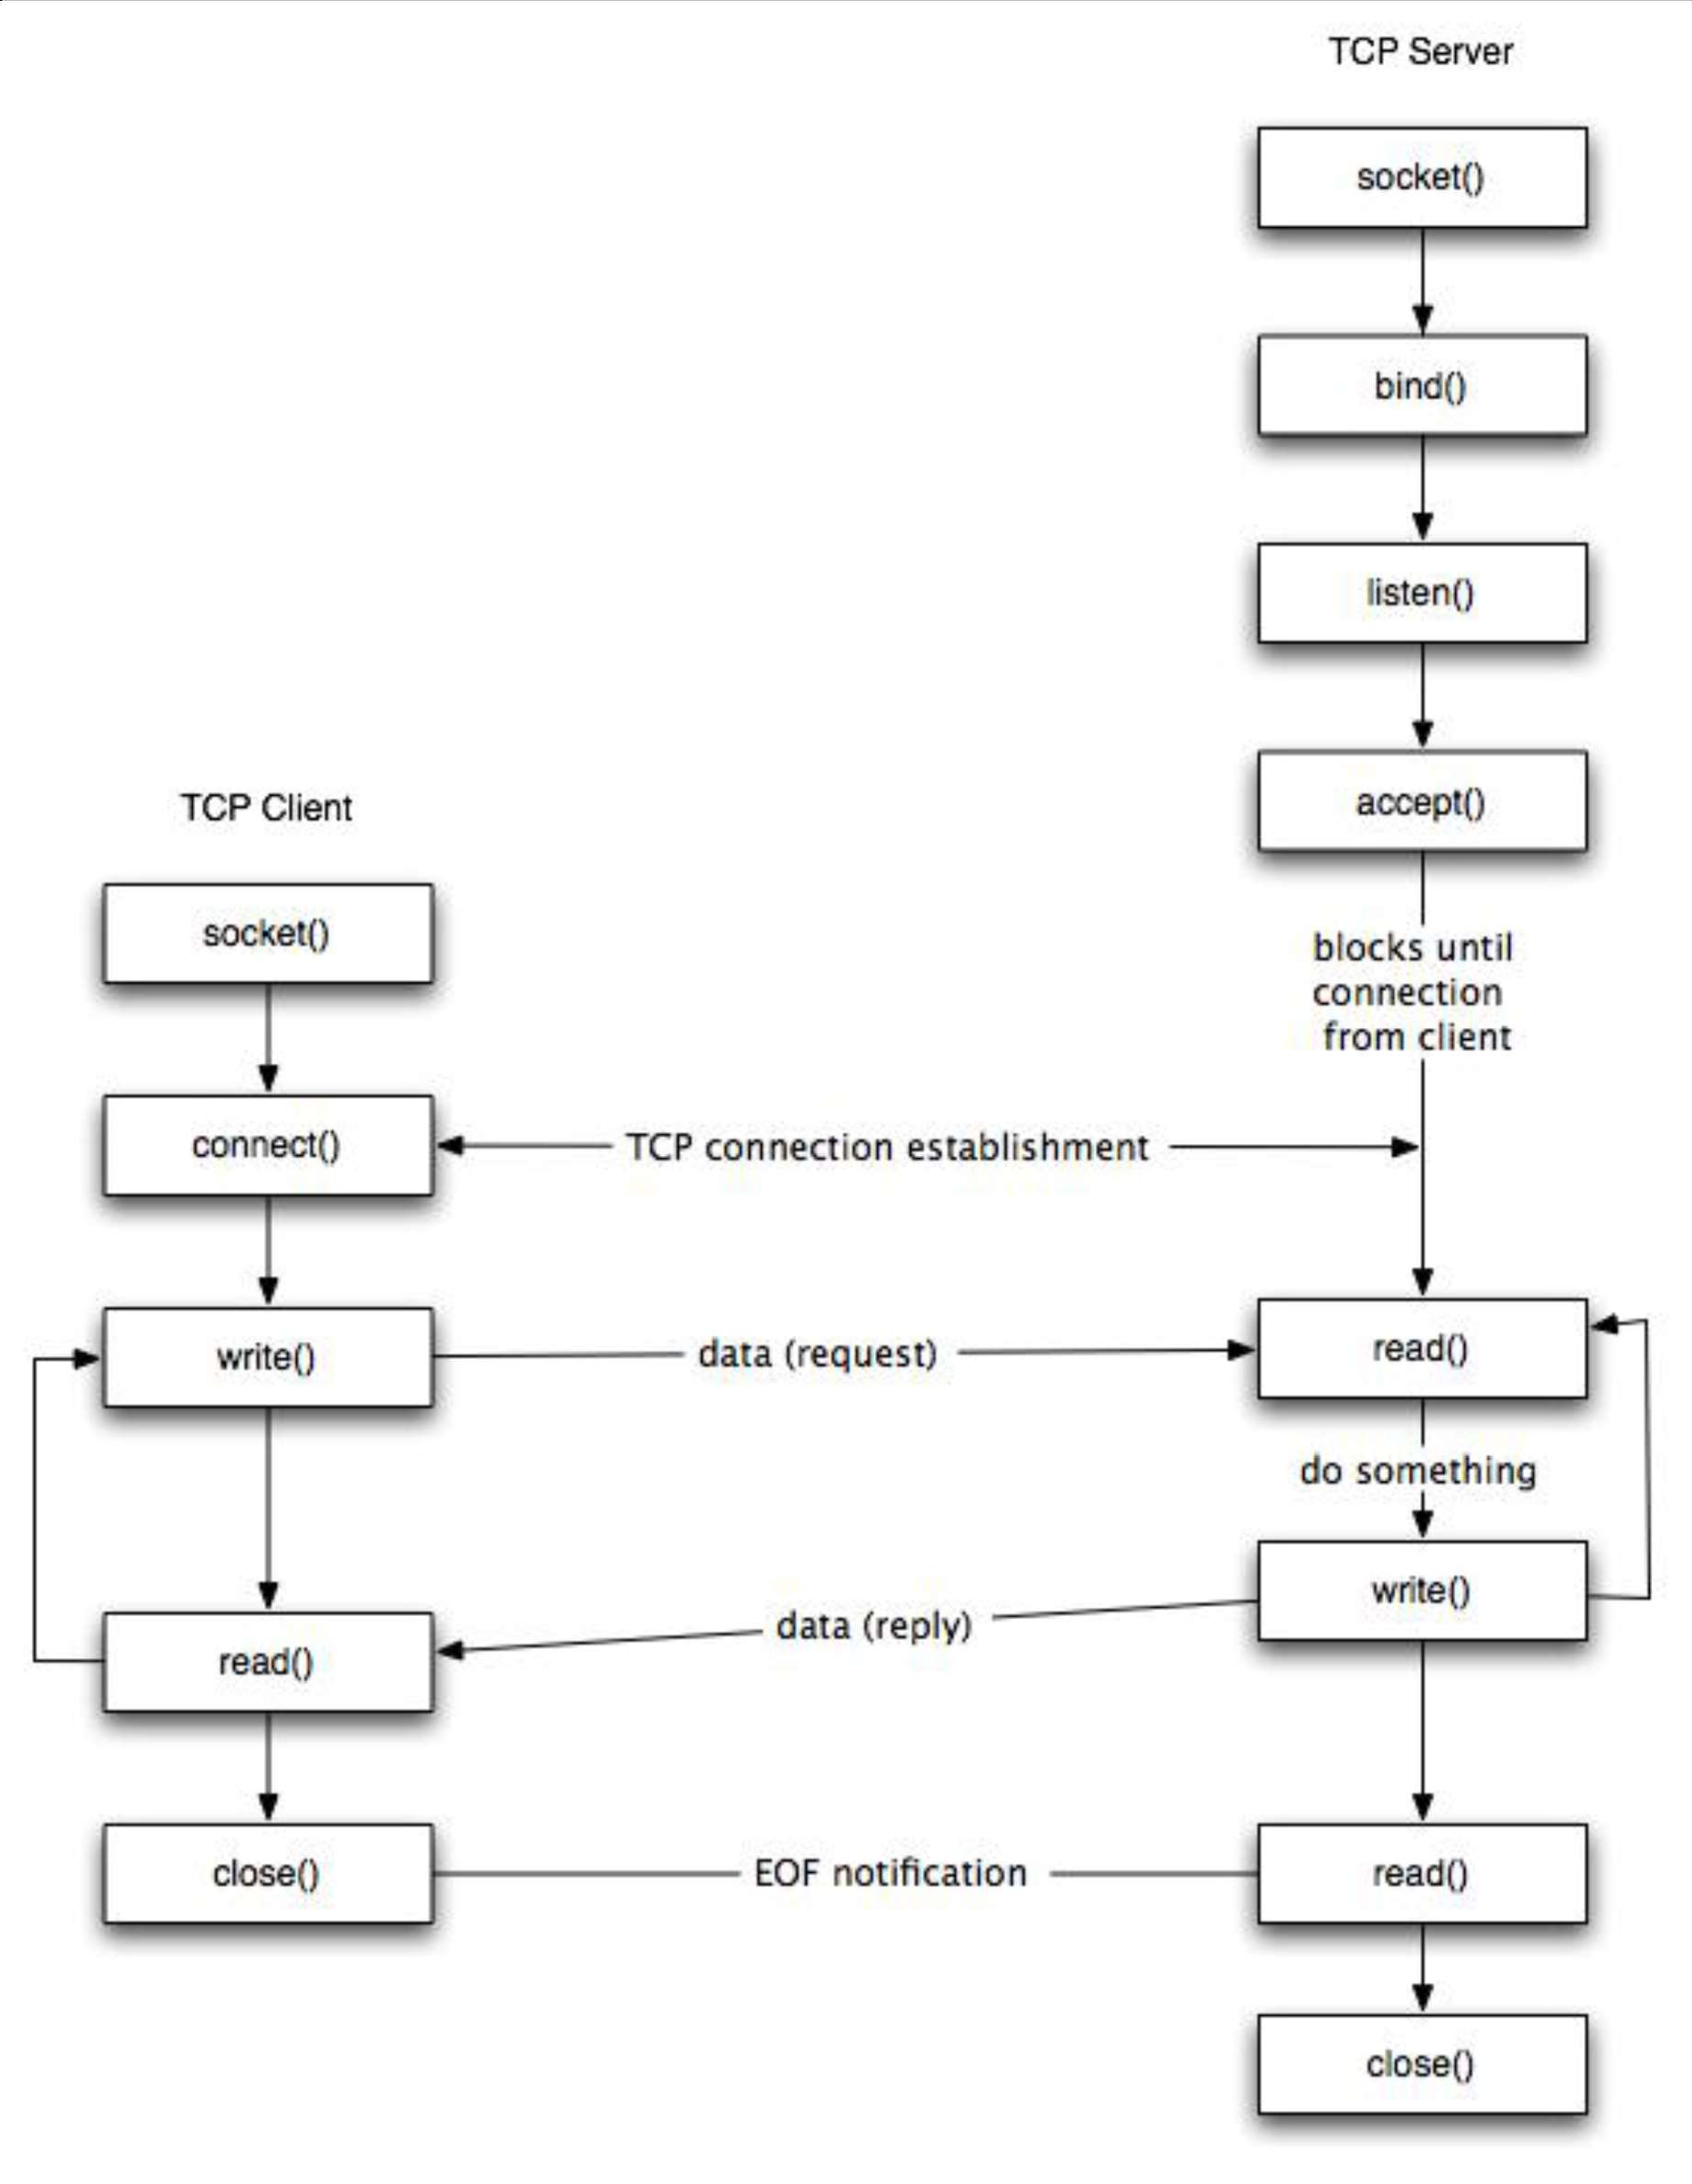 TCP Server
socket()
bind()
listen()
accept()
blocks until
connection
from client
TCP Client
socket()
connect()
TCP connection establishment
write()
data (request)
read()
do something
write()
data (reply)
read()
close()
EOF notification
read()
close()